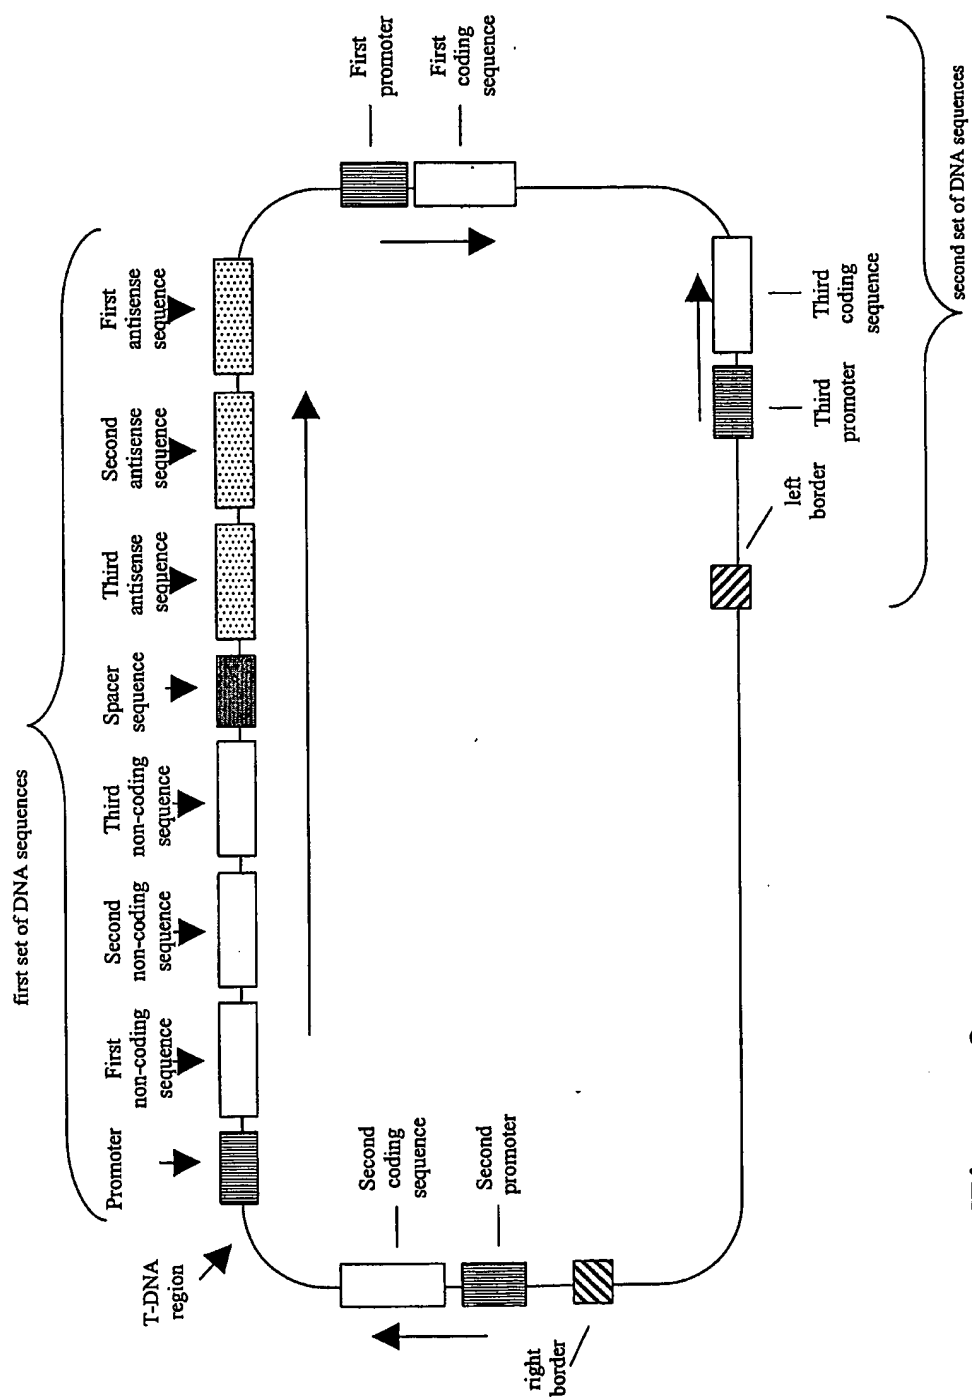 first set of DNA sequences
T-DNA
region
Promoter
First
non-coding
sequence
Second
non-coding
sequence
Third
non-coding
sequence
Spacer
sequence
Third
antisense
sequence
Second
antisense
sequence
First
antisense
sequence
First
promoter
First
coding
sequence
Second
coding
sequence
Second
promoter
right
border
left
border
Third
promoter
Third
coding
sequence
second set of DNA sequences